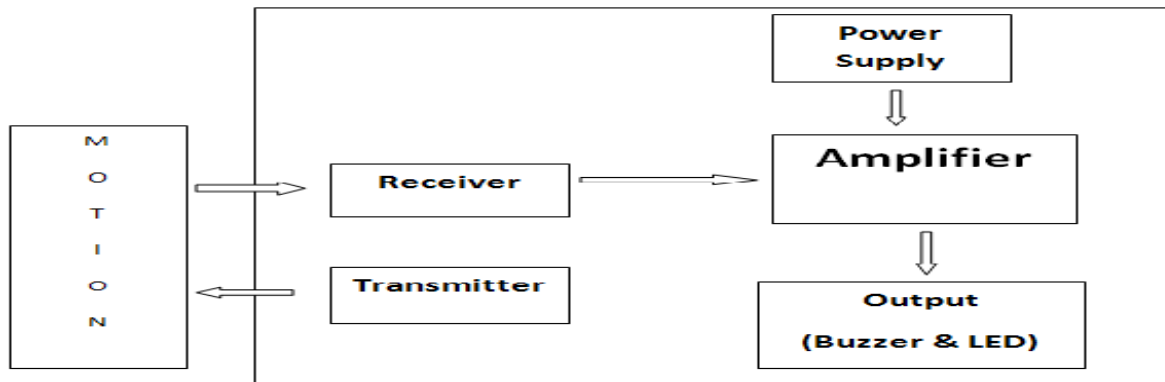 Power
Supply
M
O
T
I
O
N
Amplifier
Receiver
Transmitter
Output
(Buzzer & LED)